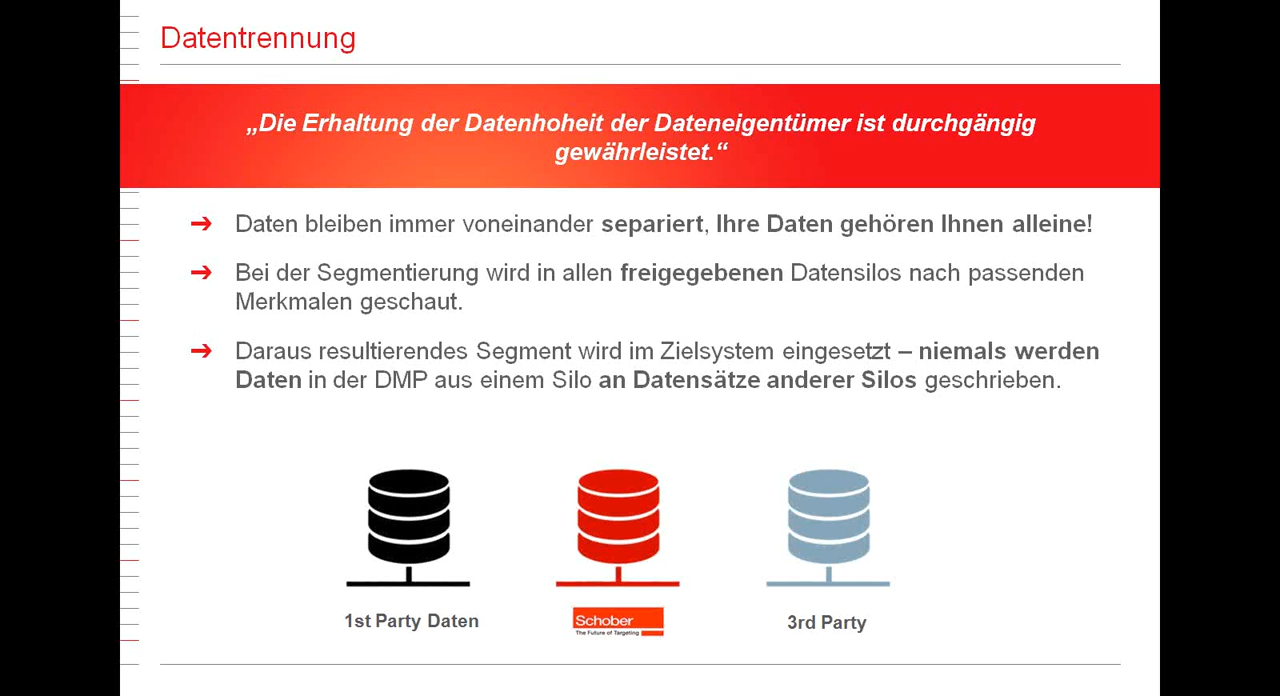 Datentrennung
„Die Erhaltung der Datenhoheit der Dateneigentümer ist durchgängig
gewährleistet.“
➔ Daten bleiben immer voneinander separiert, Ihre Daten gehören Ihnen alleine!
➔ Bei der Segmentierung wird in allen freigegebenen Datensilos nach passenden
Merkmalen geschaut.
➔ Daraus resultierendes Segment wird im Zielsystem eingesetzt – niemals werden
Daten in der DMP aus einem Silo an Datensätze anderer Silos geschrieben.
1st Party Daten
Schober
The Future of Targeting
3rd Party